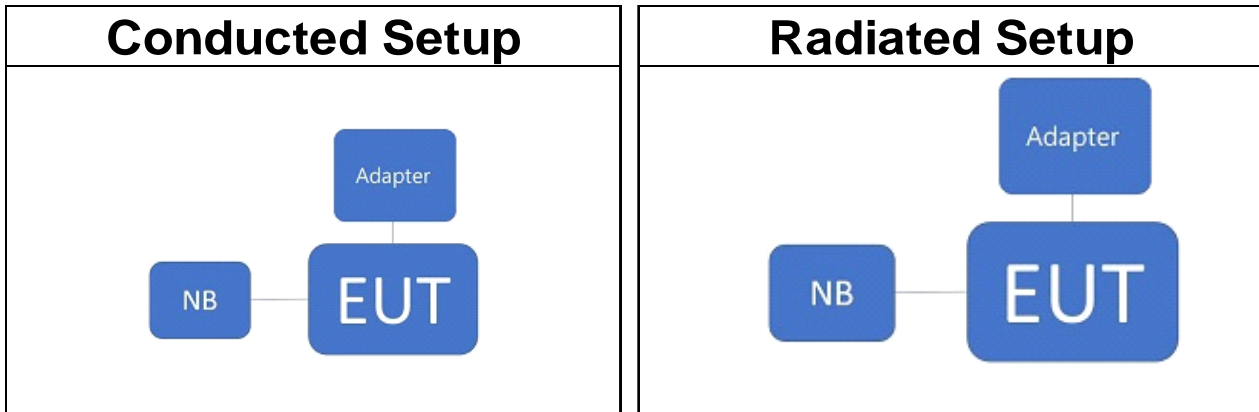 Conducted Setup
Adapter
NB
EUT
Radiated Setup
Adapter
NB
EUT